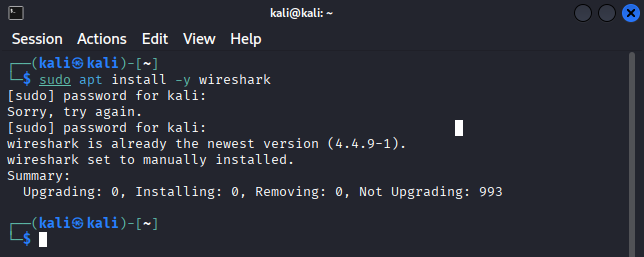 kali@kali: ~
Session Actions Edit View Help
┌──(kali㉿kali)-[~]
└─$ sudo apt install -y wireshark
[sudo] password for kali:
Sorry, try again.
[sudo] password for kali:
wireshark is already the newest version (4.4.9-1).
wireshark set to manually installed.
Summary:
  Upgrading: 0, Installing: 0, Removing: 0, Not Upgrading: 993
┌──(kali㉿kali)-[~]
└─$